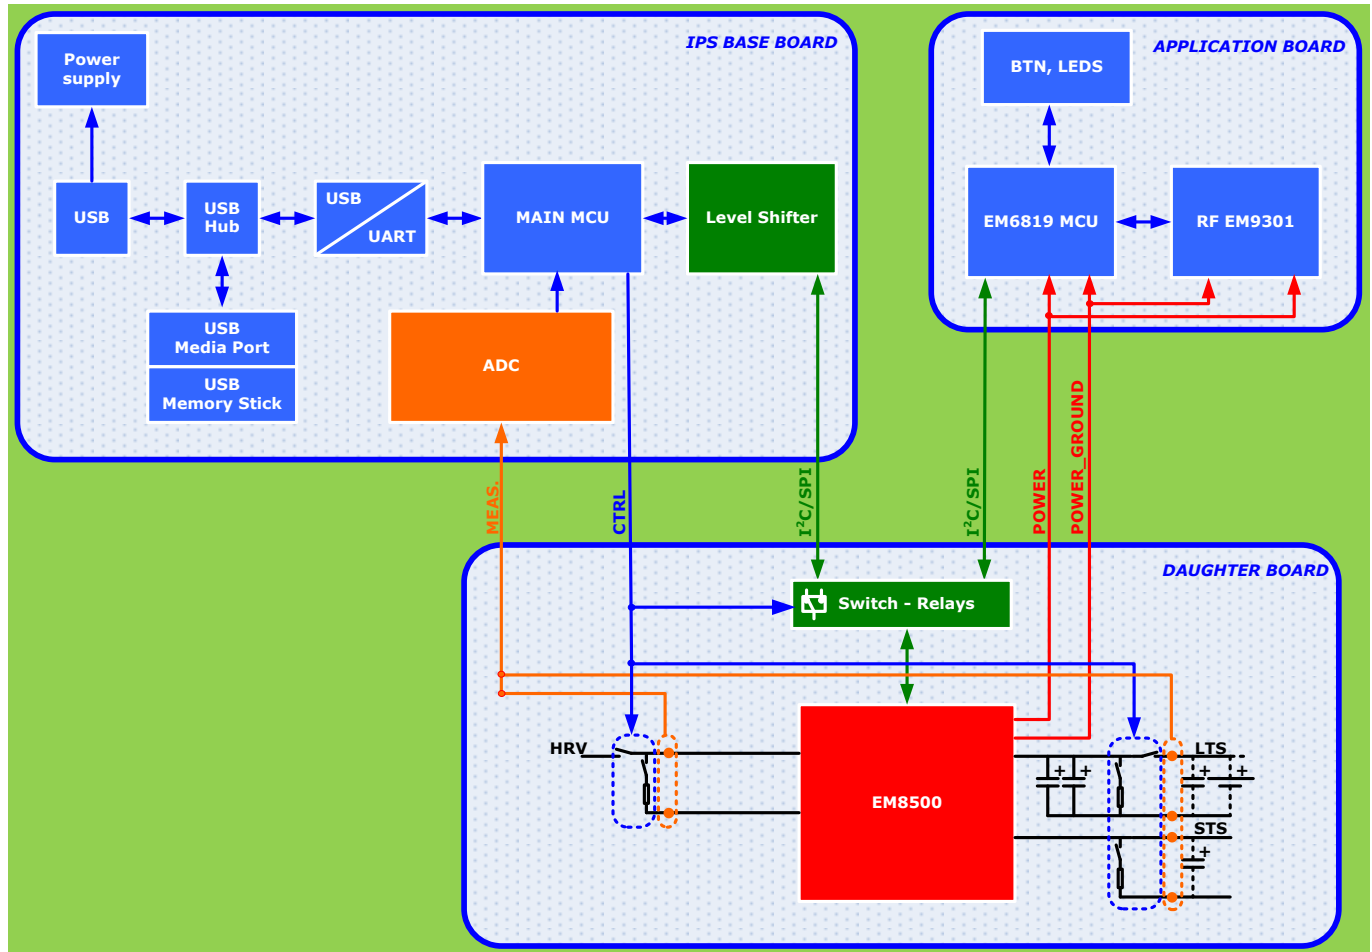 IPS BASE BOARD
Power
supply
USB
USB
Hub
USB
UART
MAIN MCU
Level Shifter
USB
Media Port
USB
Memory Stick
ADC
APPLICATION BOARD
BTN, LEDS
EM6819 MCU
RF EM9301
MEAS.
CTRL
I²C/SPI
I²C/SPI
POWER
POWER_GROUND
DAUGHTER BOARD
Switch - Relays
HRV
EM8500
+
+
LTS
+
+
STS
+